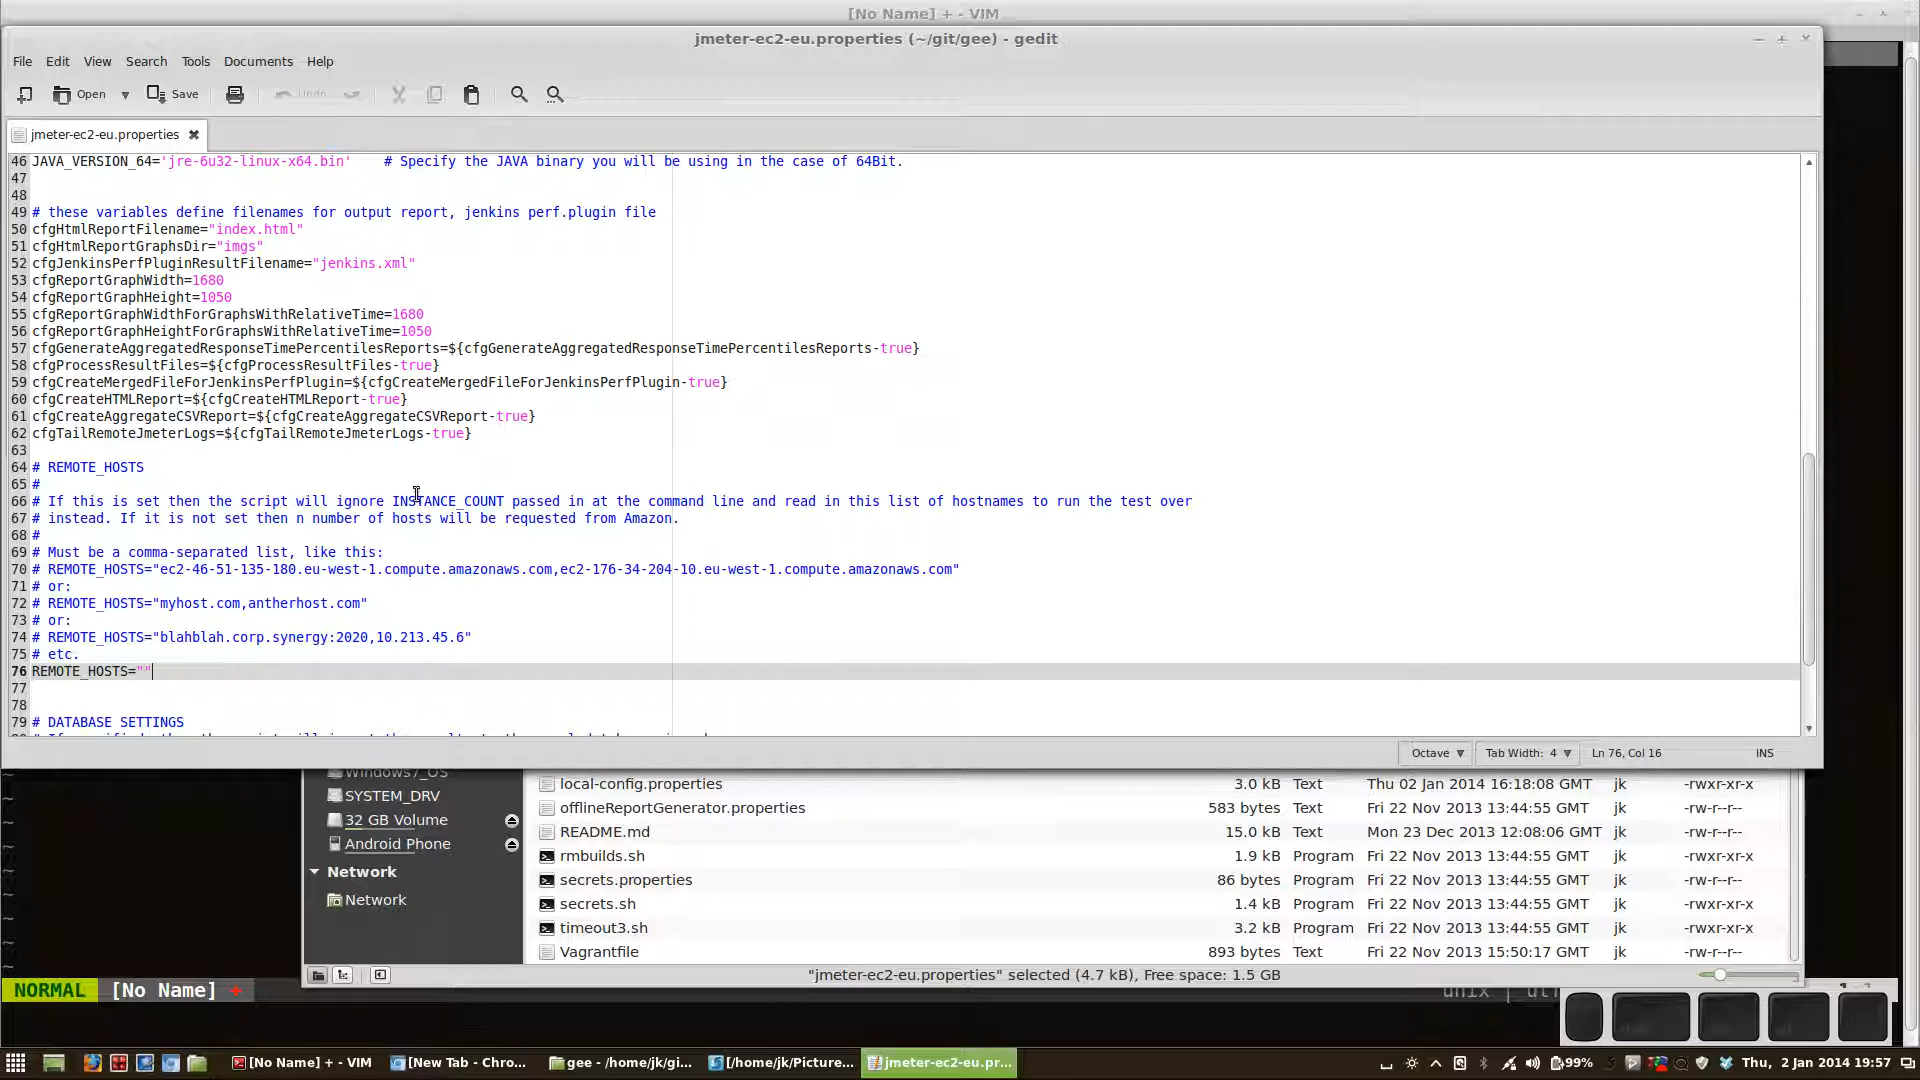 [No Name] + - VIM
jmeter-ec2-eu.properties (~/git/gee) - gedit
File Edit View Search Tools Documents Help
Open Save Undo
jmeter-ec2-eu.properties
46 JAVA_VERSION_64='jre-6u32-linux-x64.bin' # Specify the JAVA binary you will be using in the case of 64Bit.
47
48
49 # these variables define filenames for output report, jenkins perf.plugin file
50 cfgHtmlReportFilename="index.html"
51 cfgHtmlReportGraphsDir="imgs"
52 cfgJenkinsPerfPluginResultFilename="jenkins.xml"
53 cfgReportGraphWidth=1680
54 cfgReportGraphHeight=1050
55 cfgReportGraphWidthForGraphsWithRelativeTime=1680
56 cfgReportGraphHeightForGraphsWithRelativeTime=1050
57 cfgGenerateAggregatedResponseTimePercentilesReports=${cfgGenerateAggregatedResponseTimePercentilesReports-true}
58 cfgProcessResultFiles=${cfgProcessResultFiles-true}
59 cfgCreateMergedFileForJenkinsPerfPlugin=${cfgCreateMergedFileForJenkinsPerfPlugin-true}
60 cfgCreateHTMLReport=${cfgCreateHTMLReport-true}
61 cfgCreateAggregateCSVReport=${cfgCreateAggregateCSVReport-true}
62 cfgTailRemoteJmeterLogs=${cfgTailRemoteJmeterLogs-true}
63
64 # REMOTE_HOSTS
65 #
66 # If this is set then the script will ignore INSTANCE_COUNT passed in at the command line and read in this list of hostnames to run the test over
67 # instead. If it is not set then n number of hosts will be requested from Amazon.
68 #
69 # Must be a comma-separated list, like this:
70 # REMOTE_HOSTS="ec2-46-51-135-180.eu-west-1.compute.amazonaws.com,ec2-176-34-204-10.eu-west-1.compute.amazonaws.com"
71 # or:
72 # REMOTE_HOSTS="myhost.com,antherhost.com"
73 # or:
74 # REMOTE_HOSTS="blahblah.corp.synergy:2020,10.213.45.6"
75 # etc.
76 REMOTE_HOSTS=""
77
78
79 # DATABASE SETTINGS
Octave Tab Width: 4 Ln 76, Col 16 INS
Windows7_OS
SYSTEM_DRV
32 GB Volume
Android Phone
Network
Network
local-config.properties 3.0 kB Text Thu 02 Jan 2014 16:18:08 GMT jk -rwxr-xr-x
offlineReportGenerator.properties 583 bytes Text Fri 22 Nov 2013 13:44:55 GMT jk -rw-r--r--
README.md 15.0 kB Text Mon 23 Dec 2013 12:08:06 GMT jk -rw-r--r--
rmbuilds.sh 1.9 kB Program Fri 22 Nov 2013 13:44:55 GMT jk -rwxr-xr-x
secrets.properties 86 bytes Program Fri 22 Nov 2013 13:44:55 GMT jk -rw-r--r--
secrets.sh 1.4 kB Program Fri 22 Nov 2013 13:44:55 GMT jk -rwxr-xr-x
timeout3.sh 3.2 kB Program Fri 22 Nov 2013 13:44:55 GMT jk -rwxr-xr-x
Vagrantfile 893 bytes Text Fri 22 Nov 2013 15:50:17 GMT jk -rw-r--r--
"jmeter-ec2-eu.properties" selected (4.7 kB), Free space: 1.5 GB
NORMAL [No Name] + unix |
[No Name] + - VIM [New Tab - Chro... gee - /home/jk/gi... [/home/jk/Picture... jmeter-ec2-eu.pr... 99% Thu, 2 Jan 2014 19:57